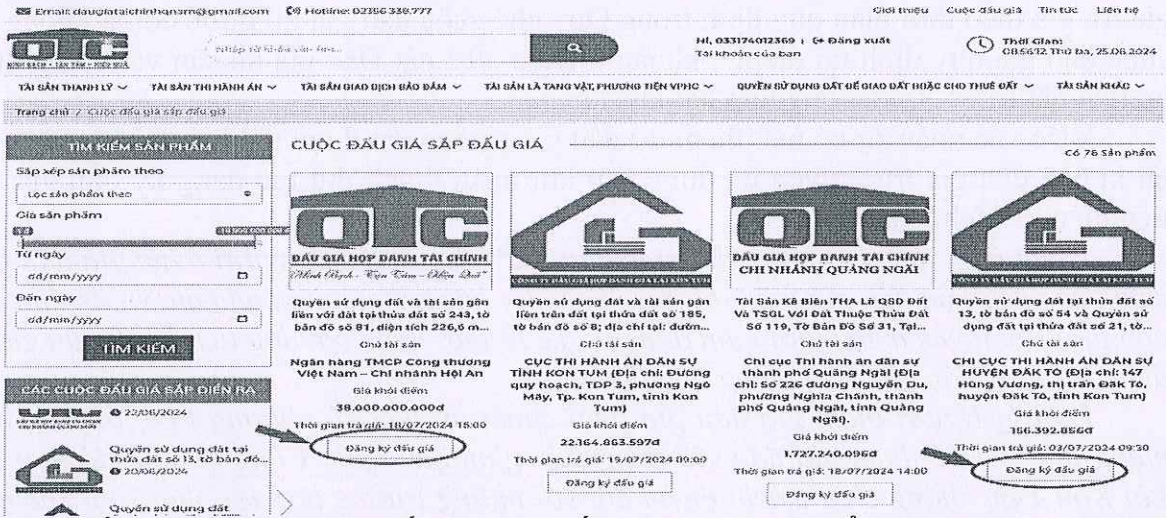 Email: daugiataichinhqnam@gmail.com
Hotline: 02356 338.777
Giới thiệu Cuộc đấu giá Tin tức Liên hệ
OTC
MINH BẠCH - TẬN TÂM - HIỆU QUẢ
Hi, 033174012369 | Đăng xuất
Tài khoản của bạn
Thời Gian:
Thứ Ba, 25.06.2024
TÀI SẢN THANH LÝ
TÀI SẢN THI HÀNH ÁN
TÀI SẢN GIAO DỊCH BẢO ĐẢM
TÀI SẢN LÀ TANG VẬT, PHƯƠNG TIỆN VPHC
QUYỀN SỬ DỤNG ĐẤT ĐỂ GIAO ĐẤT HOẶC CHO THUÊ ĐẤT
TÀI SẢN KHÁC
Trang chủ / Cuộc đấu giá sắp đấu giá
TÌM KIẾM SẢN PHẨM
Sắp xếp sản phẩm theo
Lọc sản phẩm theo
Giá sản phẩm
Từ ngày
dd/mm/yyyy
Đến ngày
dd/mm/yyyy
TÌM KIẾM
CÁC CUỘC ĐẤU GIÁ SẮP DIỄN RA
22/06/2024
Quyền sử dụng đất tại
thửa đất số 13, tờ bản đồ...
20/06/2024
Quyền sử dụng đất
CUỘC ĐẤU GIÁ SẮP ĐẤU GIÁ
Có 76 sản phẩm
OTC
ĐẤU GIÁ HỢP DANH TÀI CHÍNH
Minh Bạch - Tận Tâm - Hiệu Quả
Quyền sử dụng đất và tài sản gắn
liền với đất tại thửa đất số 243, tờ
bản đồ số 81, diện tích 226,6 m...
Chủ tài sản
Ngân hàng TMCP Công thương
Việt Nam – Chi nhánh Hội An
Giá khởi điểm
38.000.000.000đ
Thời gian trả giá: 18/07/2024 15:00
Đăng ký đấu giá
Quyền sử dụng đất và tài sản gắn
liền trên đất tại thửa đất số 185,
tờ bản đồ số 8; địa chỉ tại: đườn...
Chủ tài sản
CỤC THI HÀNH ÁN DÂN SỰ
TỈNH KON TUM (Địa chỉ: Đường
quy hoạch, TDP 3, phường Ngô
Mây, Tp. Kon Tum, tỉnh Kon
Tum)
Giá khởi điểm
22.164.863.597đ
Thời gian trả giá: 19/07/2024 09:00
Đăng ký đấu giá
OTC
ĐẤU GIÁ HỢP DANH TÀI CHÍNH
CHI NHÁNH QUẢNG NGÃI
Tài Sản Kê Biên THA Là QSD Đất
Và TSGL Với Đất Thuộc Thửa Đất
Số 119, Tờ Bản Đồ Số 31, Tại...
Chủ tài sản
Chi cục Thi hành án dân sự
thành phố Quảng Ngãi (Địa
chỉ: Số 226 đường Nguyễn Du,
phường Nghĩa Chánh, thành
phố Quảng Ngãi, tỉnh Quảng
Ngãi).
Giá khởi điểm
1.727.240.096đ
Thời gian trả giá: 18/07/2024 14:00
Đăng ký đấu giá
Quyền sử dụng đất tại thửa đất số
13, tờ bản đồ số 54 và Quyền sử
dụng đất tại thửa đất số 21, tờ...
Chủ tài sản
CHI CỤC THI HÀNH ÁN DÂN SỰ
HUYỆN ĐĂK TÔ (Địa chỉ: 147
Hùng Vương, thị trấn Đăk Tô,
huyện Đăk Tô, tỉnh Kon Tum)
Giá khởi điểm
156.392.856đ
Thời gian trả giá: 03/07/2024 09:30
Đăng ký đấu giá